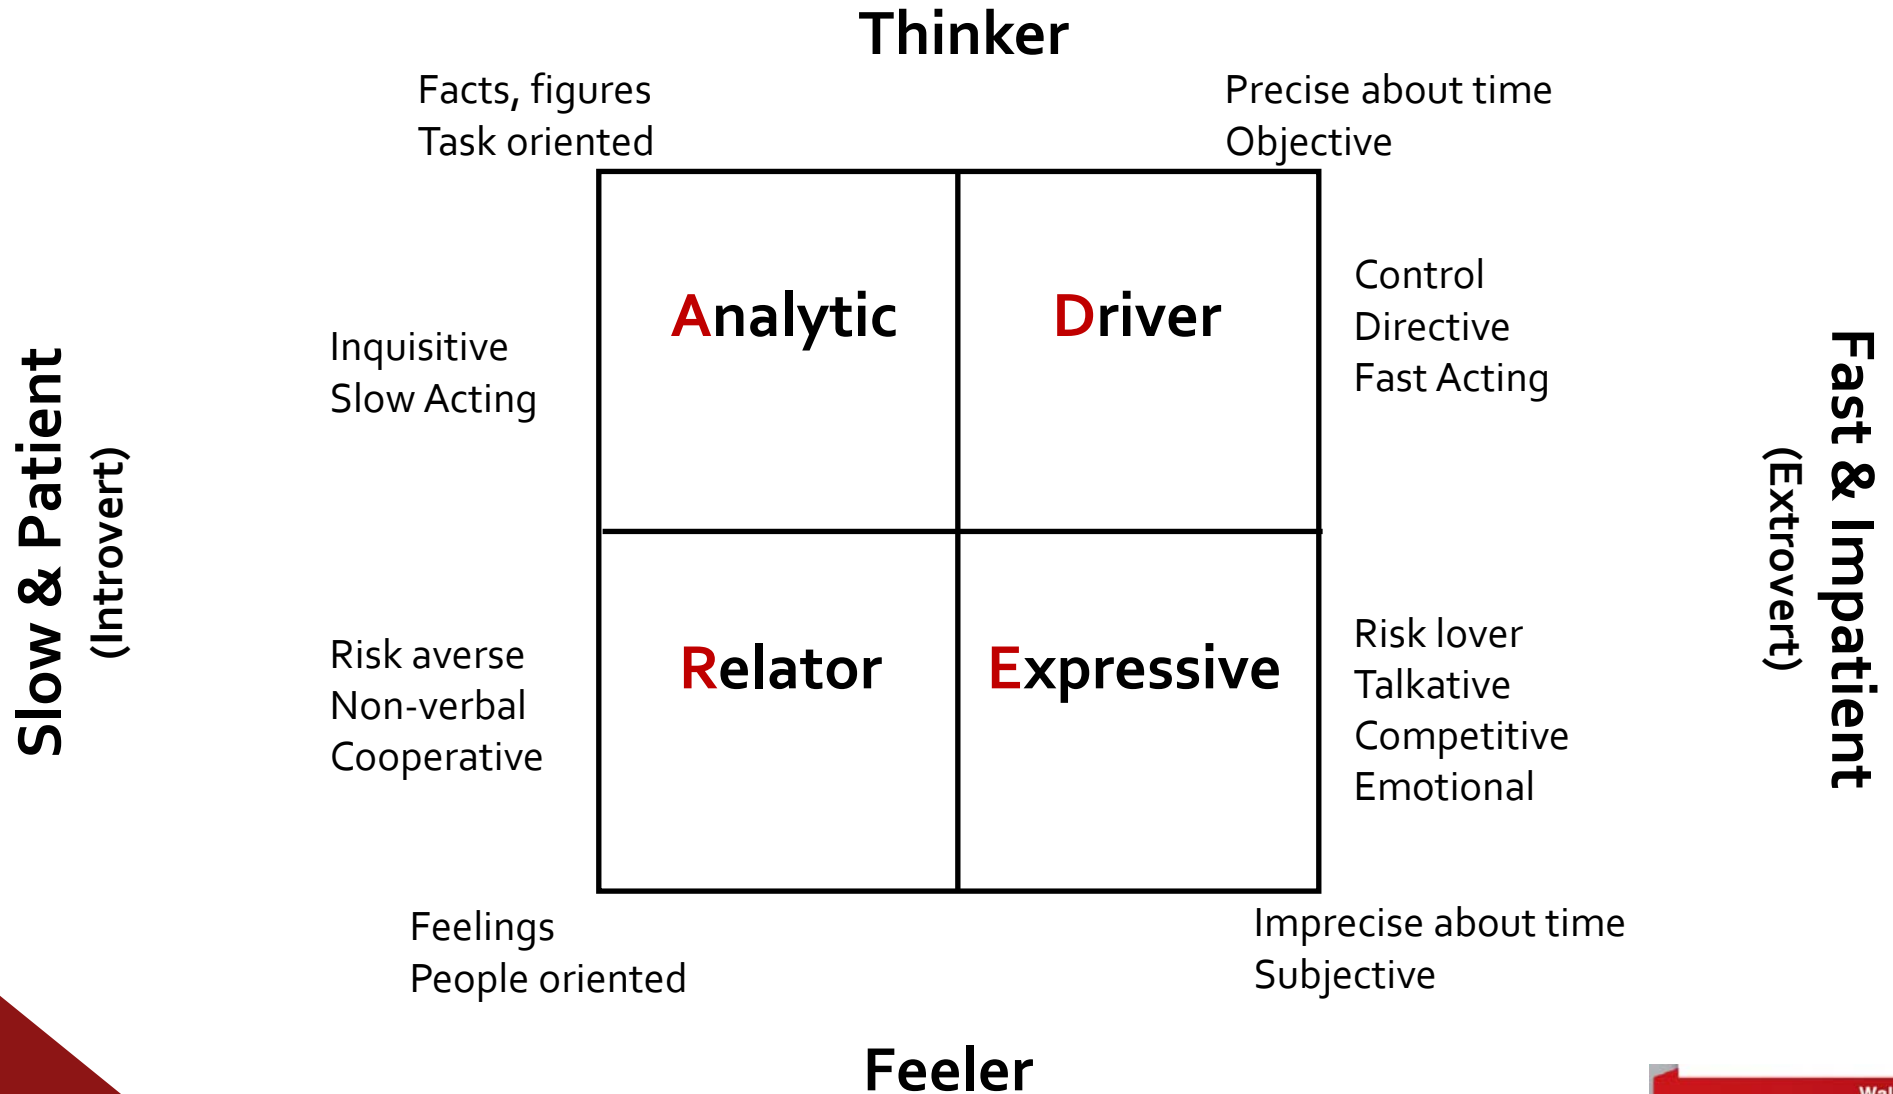 Thinker
Facts, figures
Task oriented
Precise about time
Objective
Slow & Patient
(Introvert)
Inquisitive
Slow Acting
Analytic
Driver
Control
Directive
Fast Acting
Fast & Impatient
(Extrovert)
Risk averse
Non-verbal
Cooperative
Relator
Expressive
Risk lover
Talkative
Competitive
Emotional
Feelings
People oriented
Imprecise about time
Subjective
Feeler